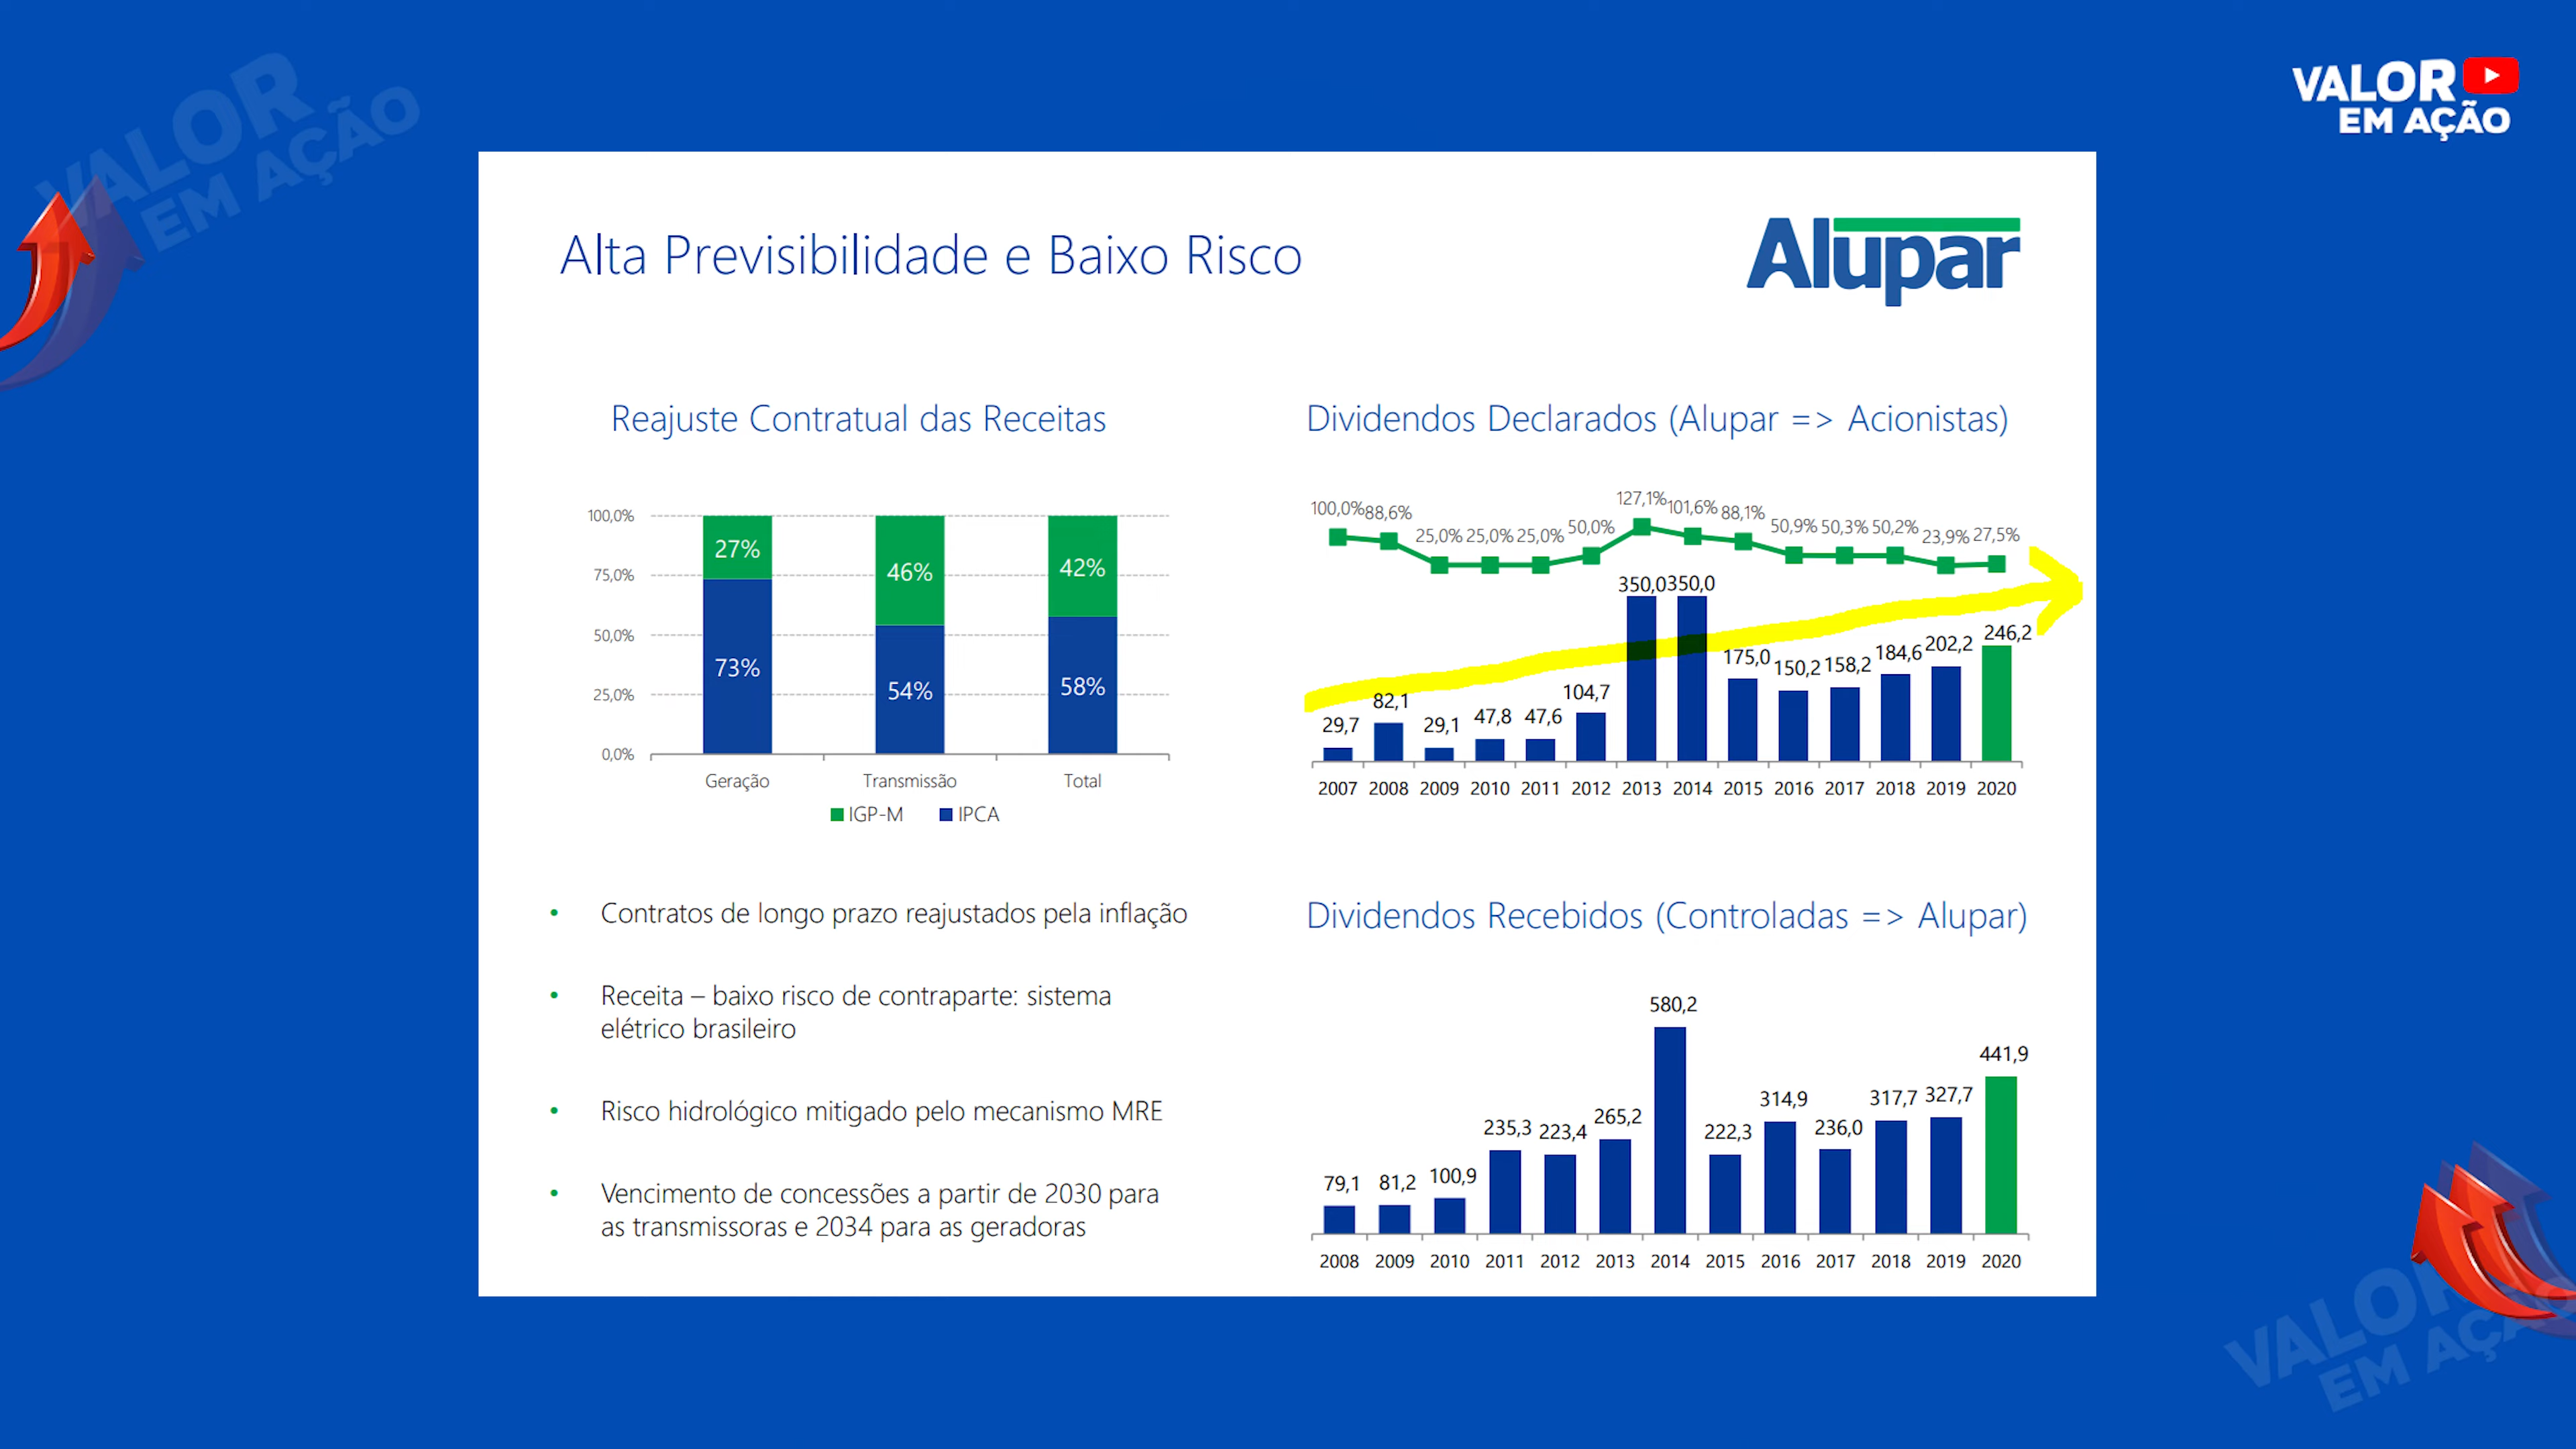 VALOR
EM AÇÃO
VALOR
EM AÇÃO
Alta Previsibilidade e Baixo Risco
Alupar
Reajuste Contratual das Receitas
100,0%
75,0%
50,0%
25,0%
0,0%
27% 46% 42%
73% 54% 58%
Geração Transmissão Total
IGP-M IPCA
Dividendos Declarados (Alupar => Acionistas)
100,0% 88,6% 25,0% 25,0% 25,0% 50,0% 127,1% 101,6% 88,1% 50,9% 50,3% 50,2% 23,9% 27,5%
29,7 82,1 29,1 47,8 47,6 104,7 350,0 350,0 175,0 150,2 158,2 184,6 202,2 246,2
2007 2008 2009 2010 2011 2012 2013 2014 2015 2016 2017 2018 2019 2020
• Contratos de longo prazo reajustados pela inflação
• Receita – baixo risco de contraparte: sistema
elétrico brasileiro
• Risco hidrológico mitigado pelo mecanismo MRE
• Vencimento de concessões a partir de 2030 para
as transmissoras e 2034 para as geradoras
Dividendos Recebidos (Controladas => Alupar)
79,1 81,2 100,9 235,3 223,4 265,2 580,2 222,3 314,9 236,0 317,7 327,7 441,9
2008 2009 2010 2011 2012 2013 2014 2015 2016 2017 2018 2019 2020
VALOR
EM AÇÃO